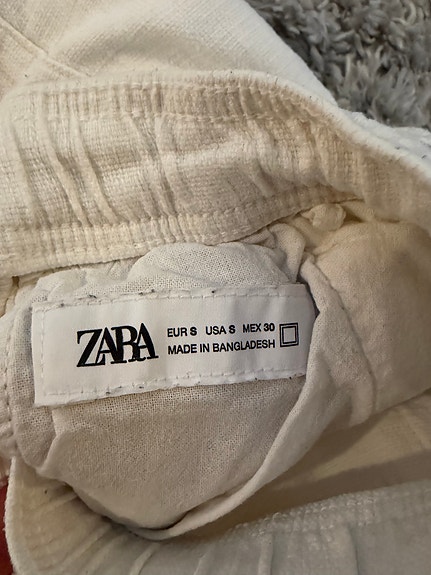 ZARA
EUR S USA S MEX 30
MADE IN BANGLADESH